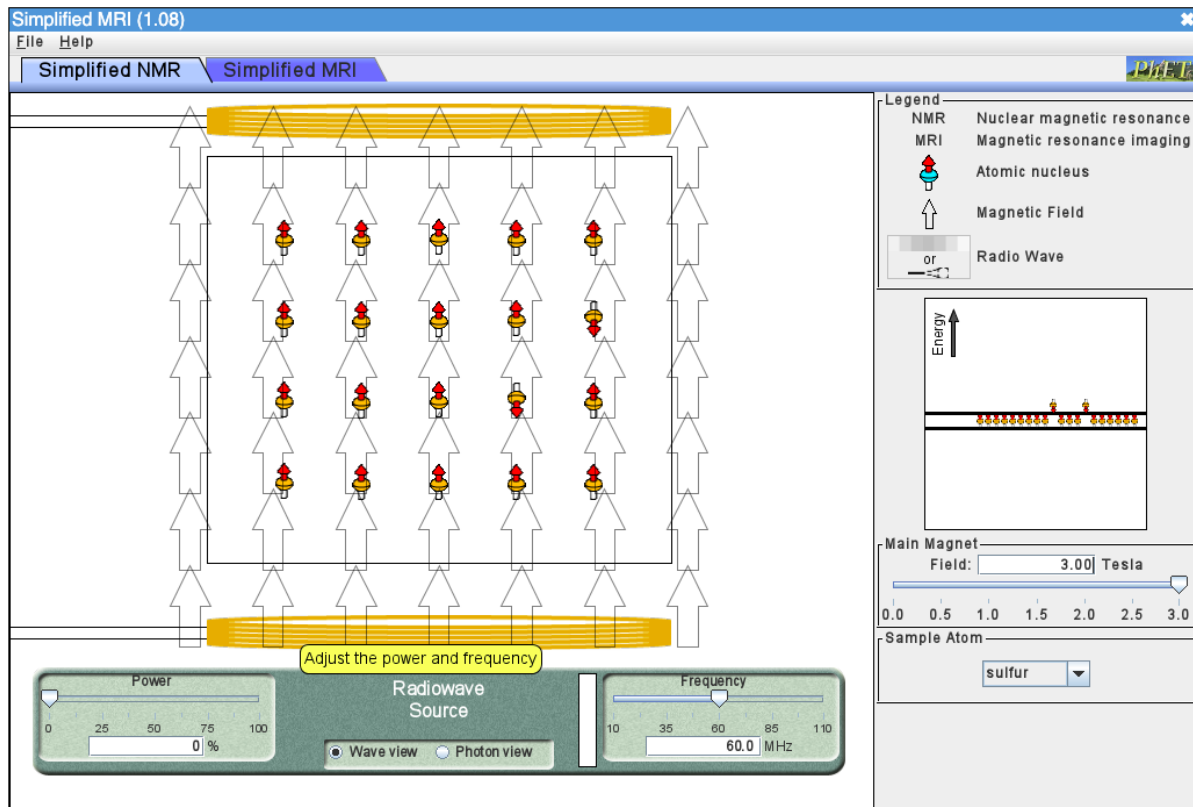 Simplified MRI (1.08)
File Help
Simplified NMR
Simplified MRI
PhET
Legend
NMR Nuclear magnetic resonance
MRI Magnetic resonance imaging
Atomic nucleus
Magnetic Field
or
Radio Wave
Energy
Main Magnet
Field: 3.00 Tesla
0.0 0.5 1.0 1.5 2.0 2.5 3.0
Sample Atom
sulfur
Adjust the power and frequency
Power
0 25 50 75 100
0 %
Radiowave
Source
Wave view Photon view
Frequency
10 35 60 85 110
60.0 MHz